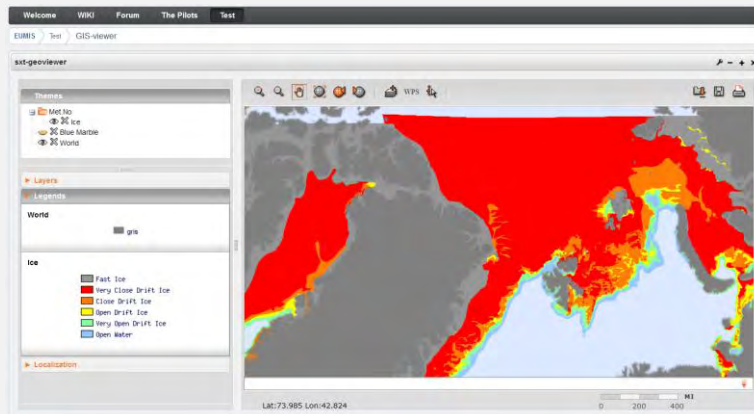 Welcome WIKI Forum The Pilots Test
EUMIS Test GIS-viewer
sxt-geoviewer
Themes
Met No
Ice
Blue Marble
World
WPS
Layers
Legends
World
gris
Ice
Fast Ice
Very Close Drift Ice
Close Drift Ice
Open Drift Ice
Very Open Drift Ice
Open Water
Localisation
Lat:73.985 Lon:42.824
MI
0 200 400